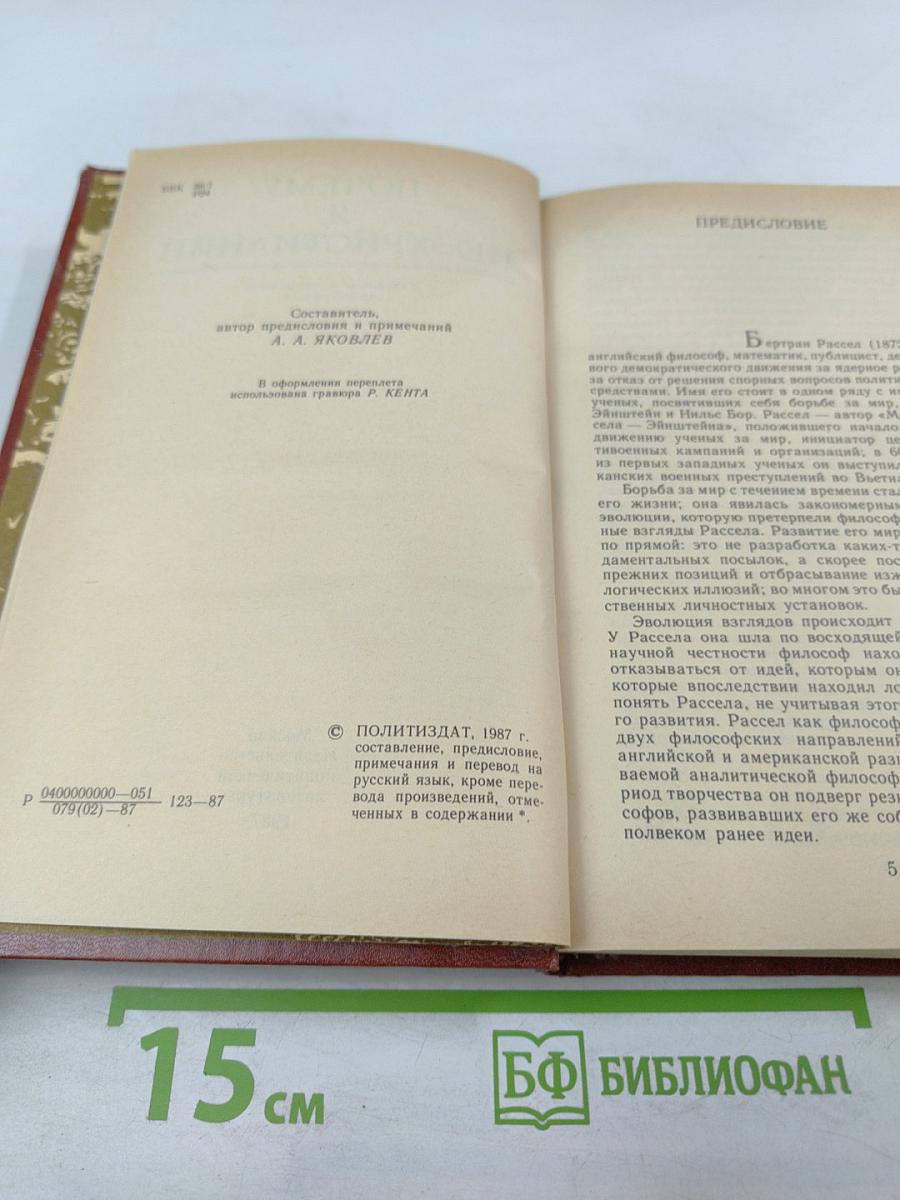 ББК 86.1
Составитель,
автор предисловия и примечаний
А. А. ЯКОВЛЕВ
В оформлении переплета
использована гравюра Р. КЕНТА
© ПОЛИТИЗДАТ, 1987 г.
составление, предисловие,
примечания и перевод на
русский язык, кроме пере-
вода произведений, отме-
ченных в содержании *.
Р 0400000000—051
079(02)—87
123—87
ПРЕДИСЛОВИЕ
Бертран Рассел (1872
английский философ, математик, публицист, де
вого демократического движения за ядерное р
за отказ от решения спорных вопросов полити
средствами. Имя его стоит в одном ряду с им
ученых, посвятивших себя борьбе за мир,
Эйнштейн и Нильс Бор. Рассел — автор «М
села — Эйнштейна», положившего начало
движению ученых за мир, инициатор це
тивоенных кампаний и организаций; в 60
из первых западных ученых он выступил
канских военных преступлений во Вьетна
Борьба за мир с течением времени стал
его жизни; она явилась закономерным
эволюции, которую претерпели философ
ные взгляды Рассела. Развитие его мир
по прямой: это не разработка каких-т
даментальных посылок, а скорее пос
прежних позиций и отбрасывание изж
логических иллюзий; во многом это бы
ственных личностных установок.
Эволюция взглядов происходит
У Рассела она шла по восходящей
научной честности философ нахо
отказываться от идей, которым он
которые впоследствии находил ло
понять Рассела, не учитывая этог
го развития. Рассел как философ
двух философских направлений
английской и американской разн
ваемой аналитической философ
риод творчества он подверг рез
софов, развивавших его же соб
полвеком ранее идеи.
5
15 см
БФ БИБЛИОФАН